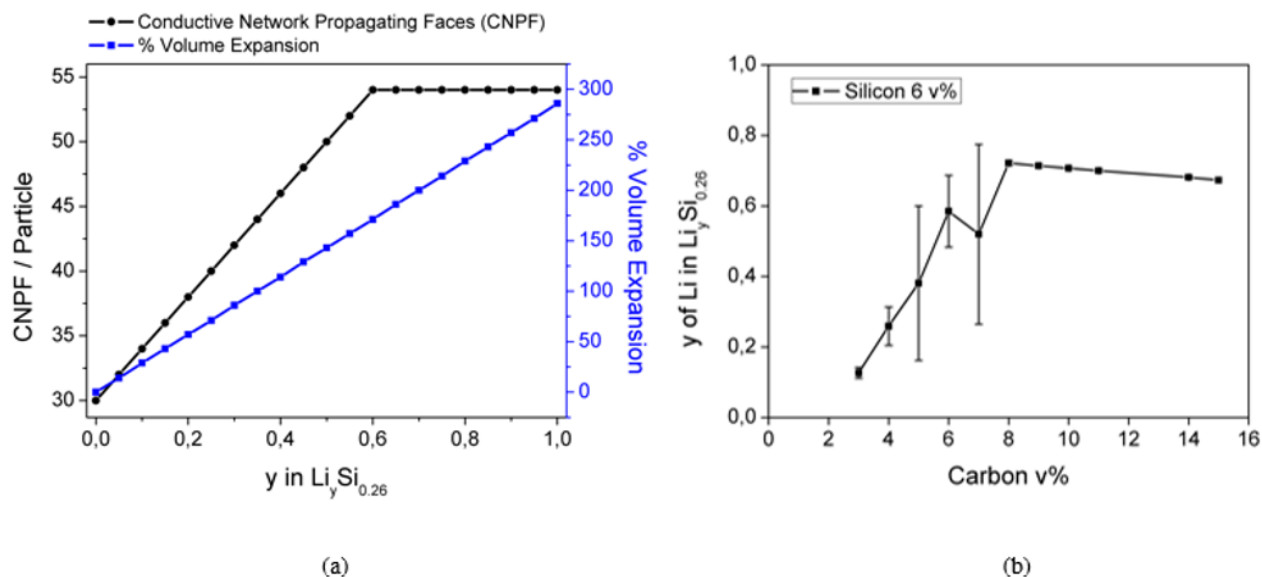 Conductive Network Propagating Faces (CNPF)
% Volume Expansion
55
50
45
40
35
30
CNPF / Particle
300
250
200
150
100
50
0
% Volume Expansion
0,0 0,2 0,4 0,6 0,8 1,0
y in LiySi0.26
(a)
1,0
0,8
0,6
0,4
0,2
0,0
y of Li in LiySi0.26
Silicon 6 v%
0 2 4 6 8 10 12 14 16
Carbon v%
(b)